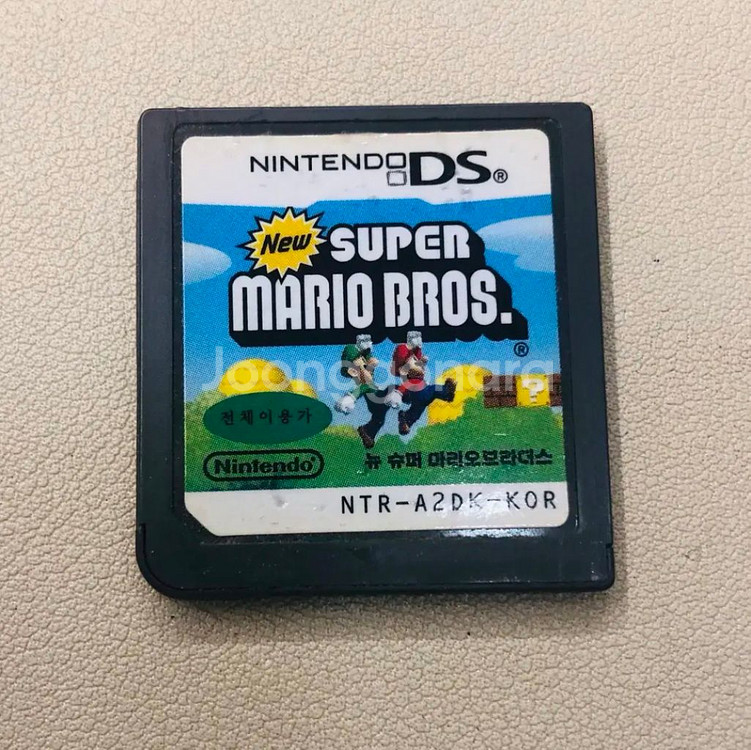 NINTENDO DS®
New SUPER
MARIO BROS.
®
Joonggonara
전체이용가
?
Nintendo®
뉴 슈퍼 마리오브라더스
NTR-A2DK-KOR